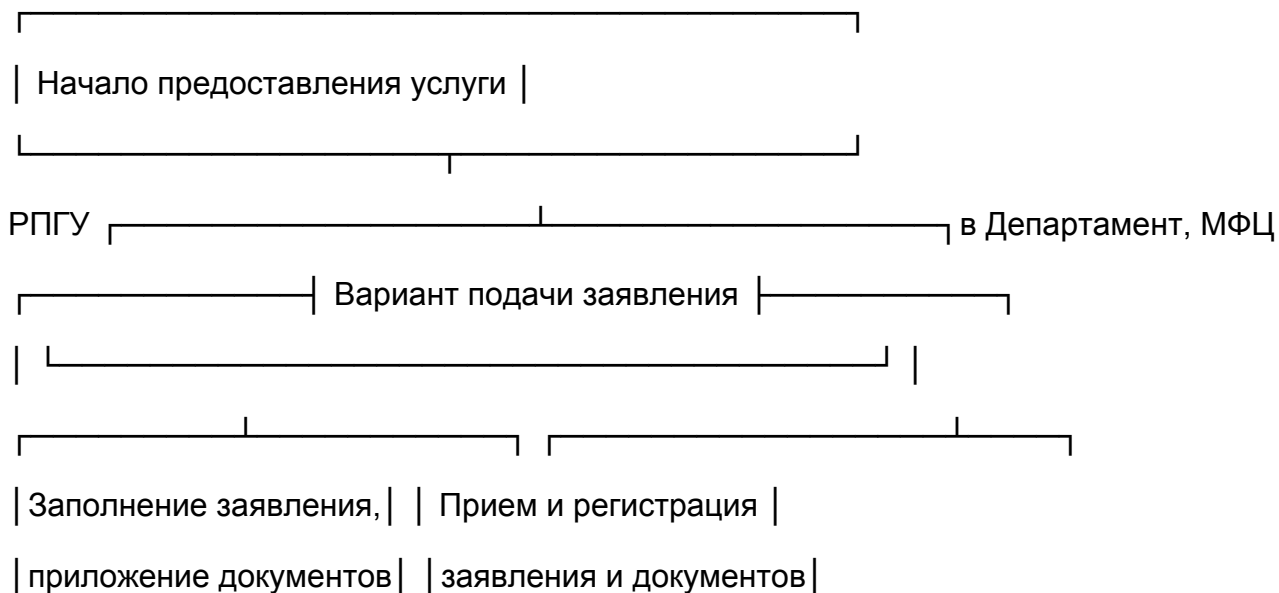 Начало предоставления услуги
РПГУ в Департамент, МФЦ
Вариант подачи заявления
Заполнение заявления, Прием и регистрация
приложение документов заявления и документов